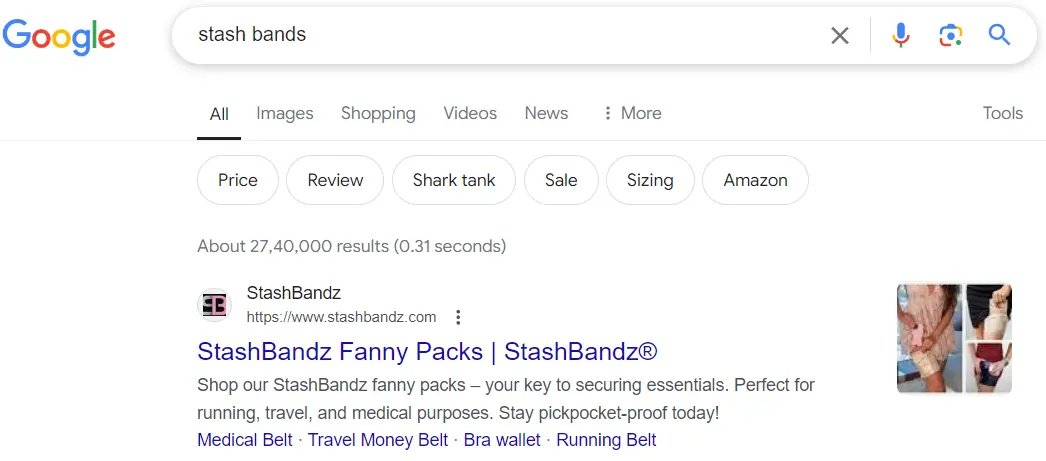 Google
stash bands
All Images Shopping Videos News More Tools
Price Review Shark tank Sale Sizing Amazon
About 27,40,000 results (0.31 seconds)
SB
StashBandz
https://www.stashbandz.com
StashBandz Fanny Packs | StashBandz®
Shop our StashBandz fanny packs – your key to securing essentials. Perfect for
running, travel, and medical purposes. Stay pickpocket-proof today!
Medical Belt · Travel Money Belt · Bra wallet · Running Belt